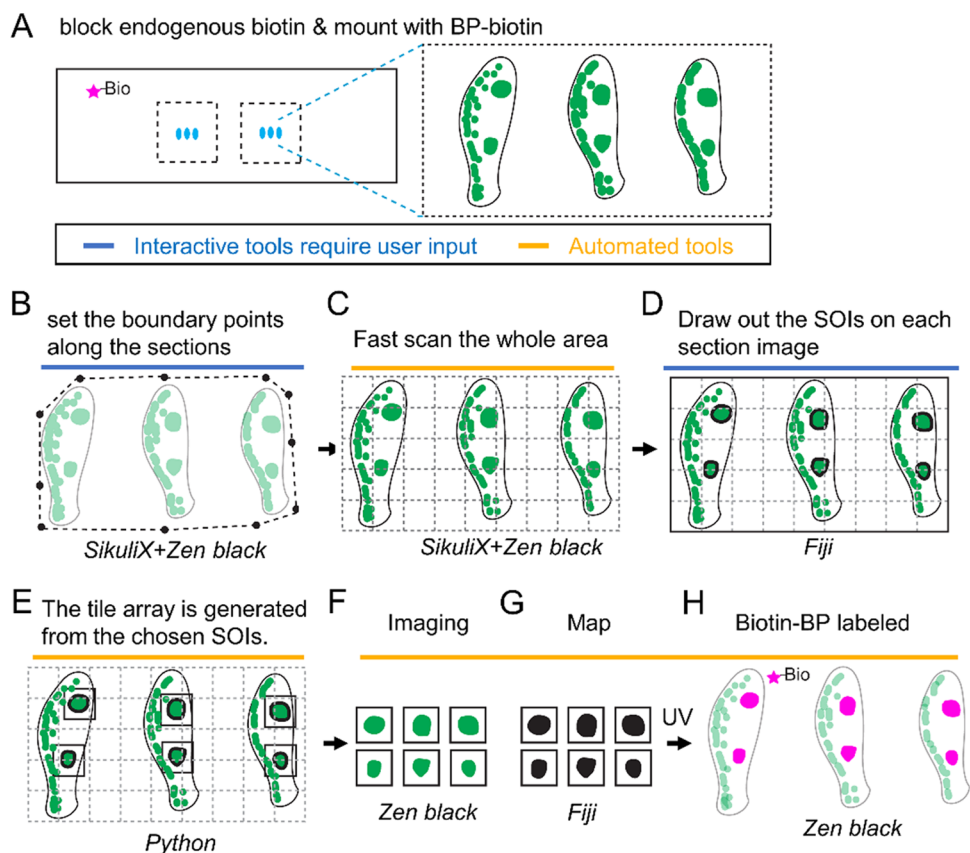 A
block endogenous biotin & mount with BP-biotin
Bio
Interactive tools require user input
Automated tools
B
set the boundary points
along the sections
SikuliX+Zen black
C
Fast scan the whole area
SikuliX+Zen black
D
Draw out the SOIs on each
section image
Fiji
E
The tile array is generated
from the chosen SOIs.
Python
F
Imaging
Zen black
G
Map
Fiji
UV
H
Biotin-BP labeled
Bio
Zen black